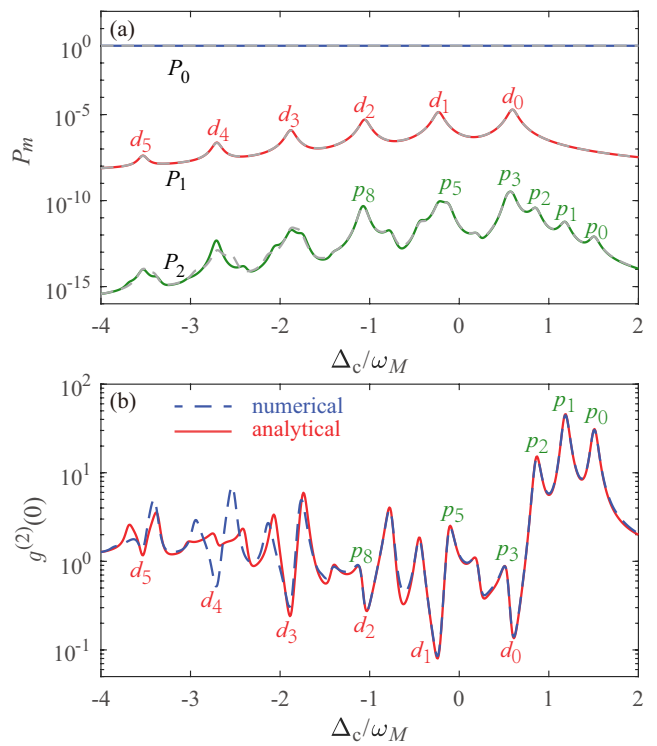 (a)
10^0
P_0
10^-5
d_5 d_4 d_3 d_2 d_1 d_0
P_m
P_1
10^-10
p_8 p_5 p_3 p_2 p_1 p_0
P_2
10^-15
-4 -3 -2 -1 0 1 2
Δ_c/ω_M
(b)
10^2
numerical
analytical
p_2 p_1 p_0
10^1
g^(2)(0)
p_8 p_5 p_3
10^0
d_5 d_4 d_3 d_2 d_1 d_0
10^-1
-4 -3 -2 -1 0 1 2
Δ_c/ω_M